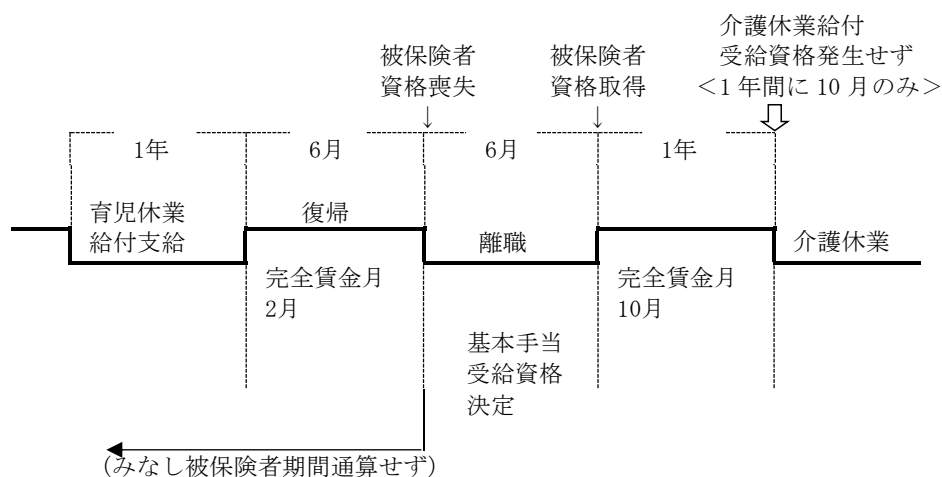 介護休業給付
受給資格発生せず
＜1年間に10月のみ＞
被保険者
資格喪失
↓
被保険者
資格取得
↓
1年
6月
6月
1年
育児休業
給付支給
復帰
離職
介護休業
完全賃金月
2月
完全賃金月
10月
基本手当
受給資格
決定
(みなし被保険者期間通算せず)